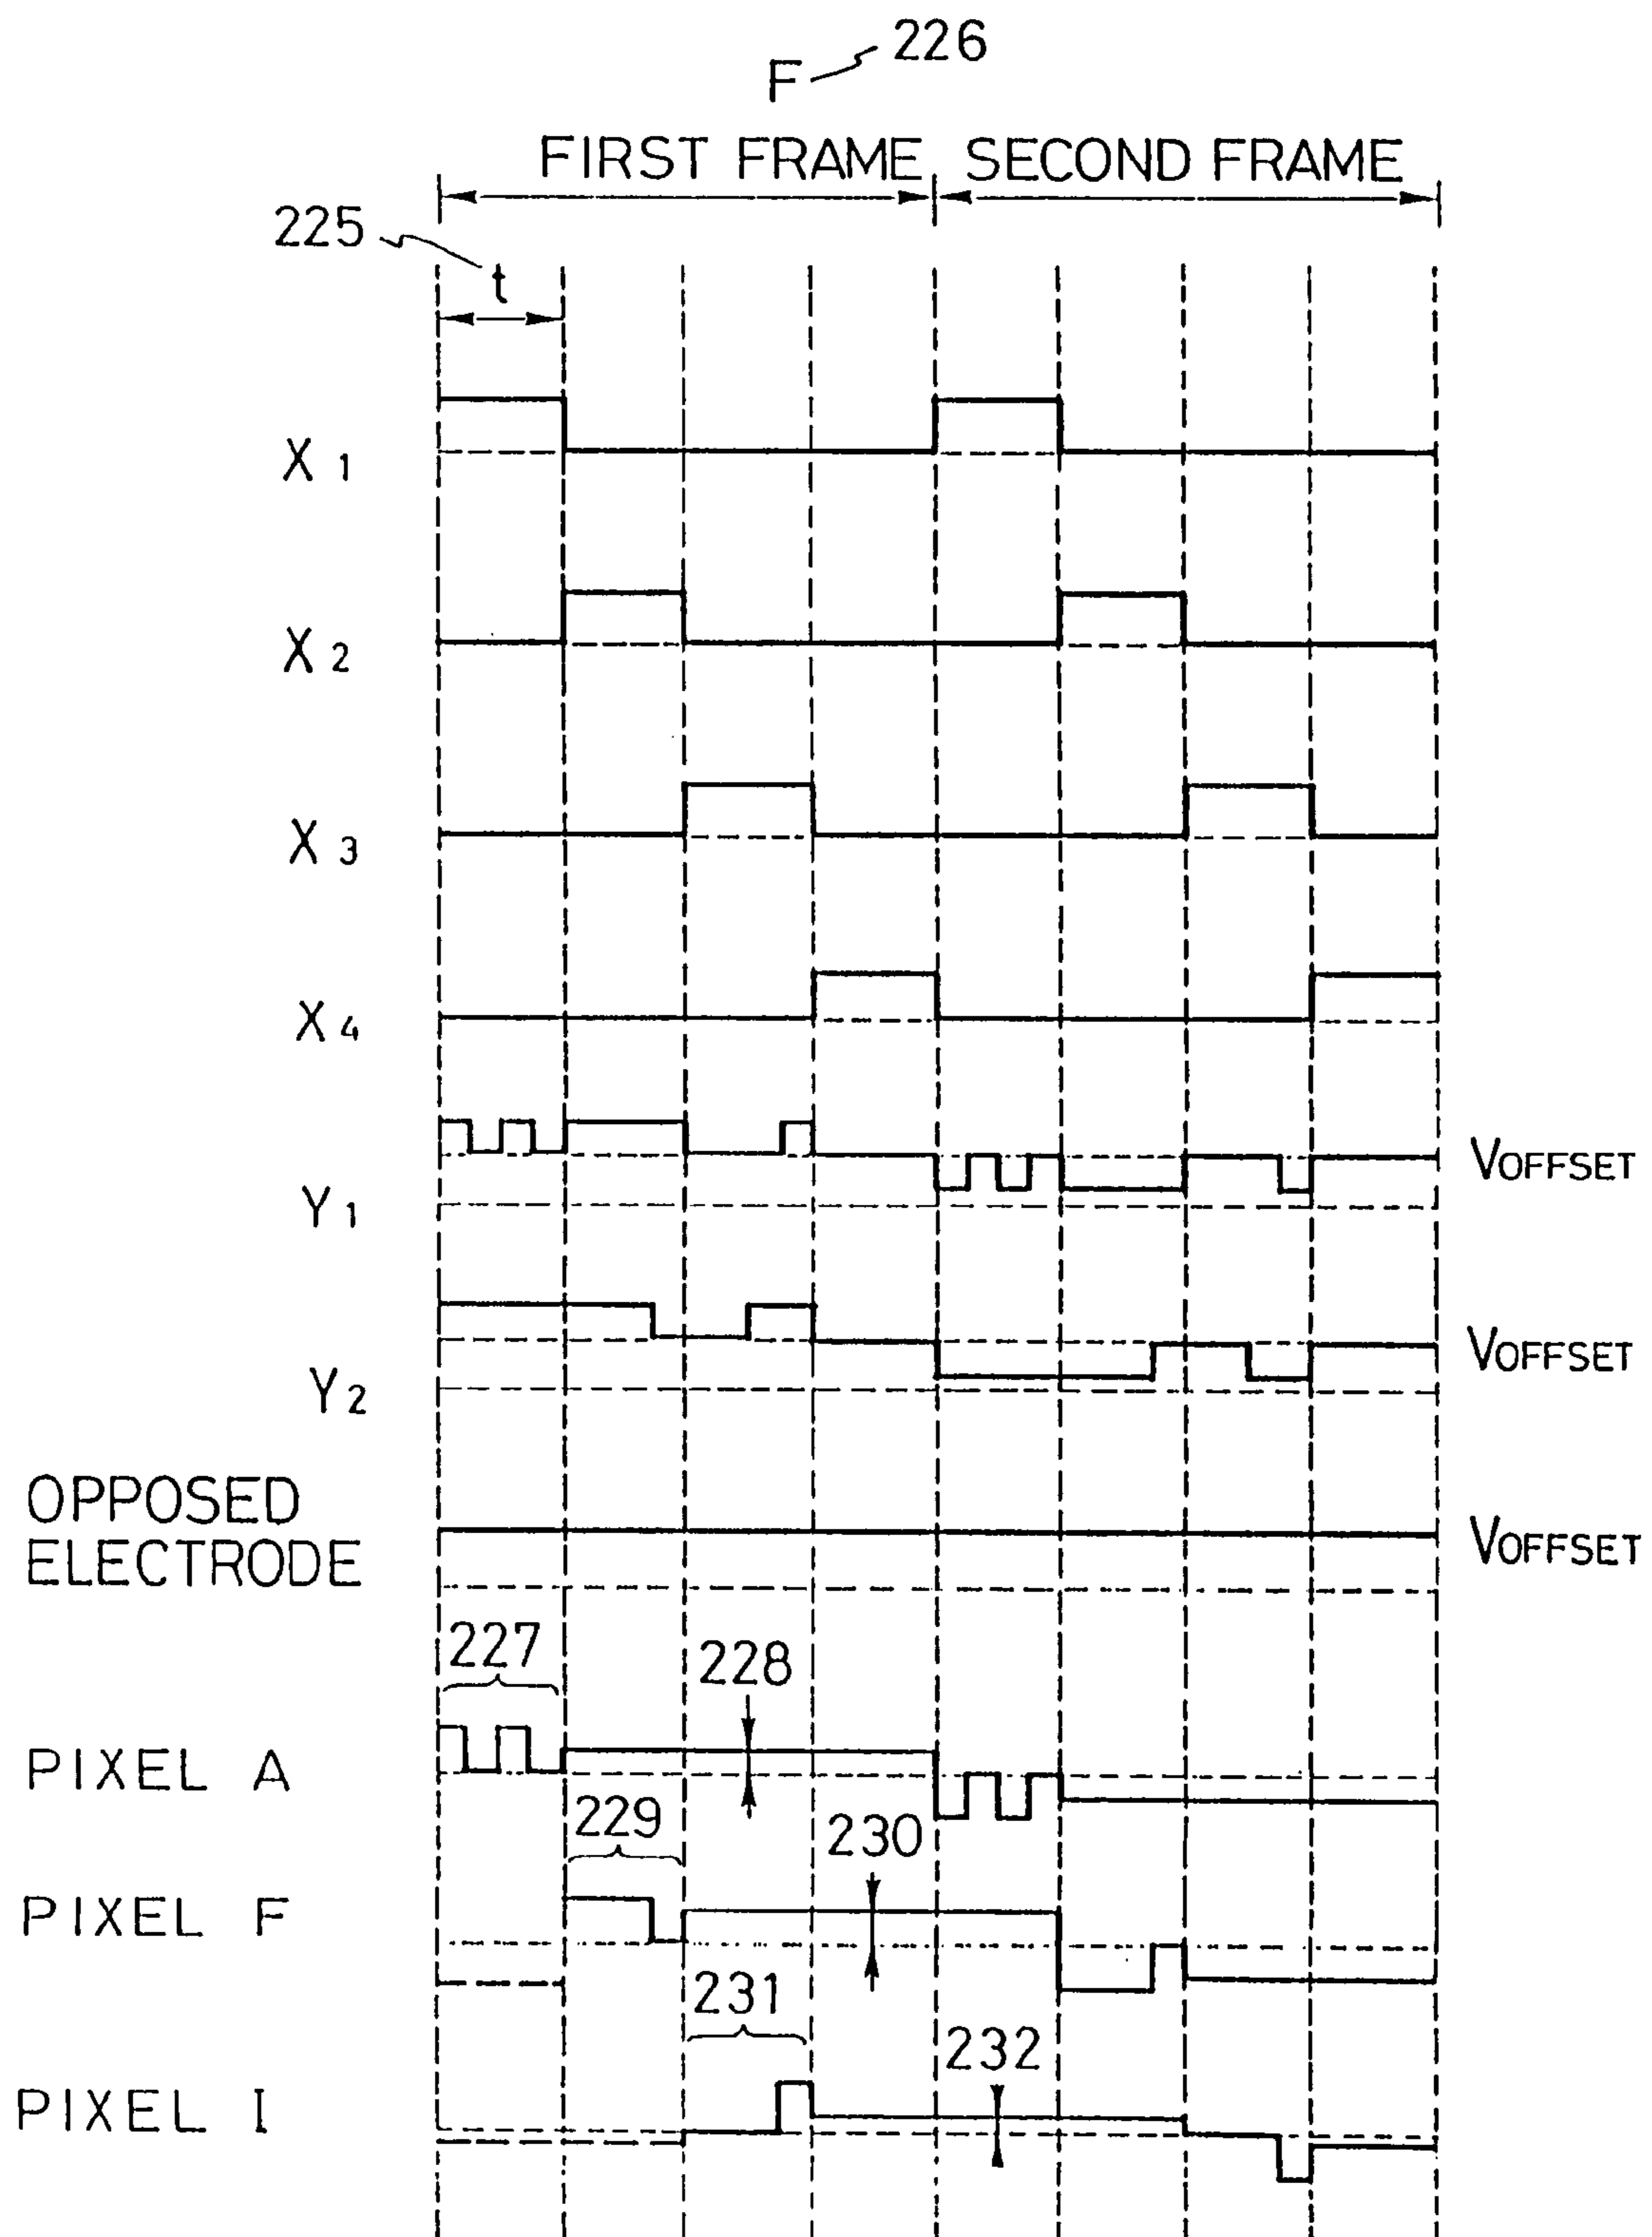 226
F
FIRST FRAME SECOND FRAME
225
t
X1
X2
X3
X4
VOFFSET
Y1
VOFFSET
Y2
OPPOSED
ELECTRODE
VOFFSET
227
228
PIXEL A
229
230
PIXEL F
231
232
PIXEL I